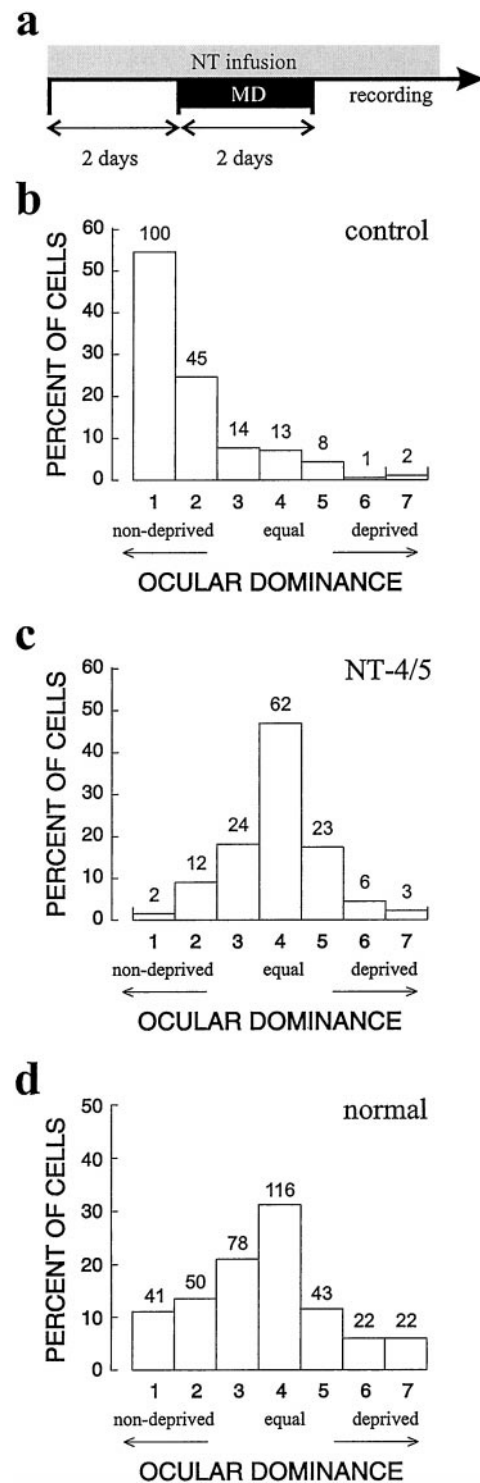 a
NT infusion
MD
recording
2 days
2 days
b
control
PERCENT OF CELLS
60
50
40
30
20
10
0
100
45
14
13
8
1
2
1 2 3 4 5 6 7
non-deprived equal deprived
OCULAR DOMINANCE
c
NT-4/5
PERCENT OF CELLS
60
50
40
30
20
10
0
2
12
24
62
23
6
3
1 2 3 4 5 6 7
non-deprived equal deprived
OCULAR DOMINANCE
d
normal
PERCENT OF CELLS
50
40
30
20
10
0
41
50
78
116
43
22
22
1 2 3 4 5 6 7
non-deprived equal deprived
OCULAR DOMINANCE